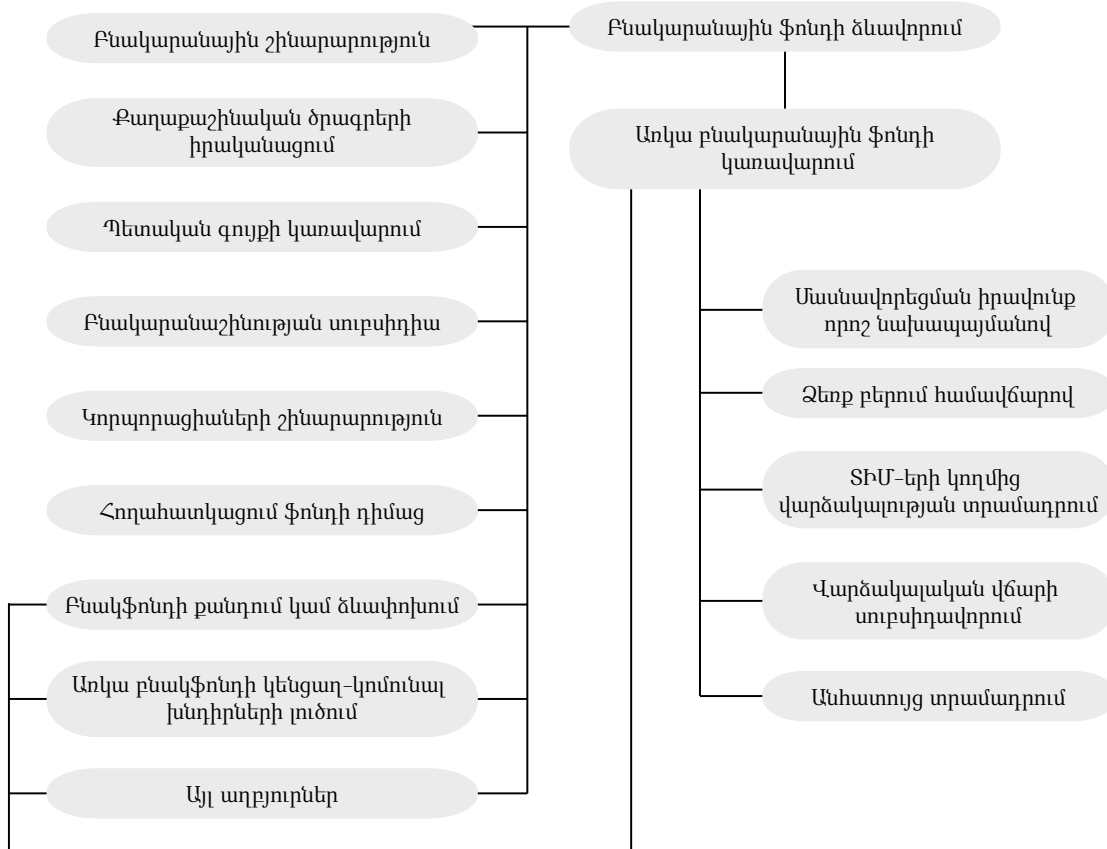 Բնակարանային շինարարություն
Քաղաքաշինական ծրագրերի
իրականացում
Պետական գույքի կառավարում
Բնակարանաշինության սուբսիդիա
Կորպորացիաների շինարարություն
Հողահատկացում ֆոնդի դիմաց
Բնակֆոնդի քանդում կամ ձևափոխում
Առկա բնակֆոնդի կենցաղ-կոմունալ
խնդիրների լուծում
Այլ աղբյուրներ
Բնակարանային ֆոնդի ձևավորում
Առկա բնակարանային ֆոնդի
կառավարում
Մասնավորեցման իրավունք
որոշ նախապայմանով
Ձեռք բերում համավճարով
ՏԻՄ-երի կողմից
վարձակալության տրամադրում
Վարձակալական վճարի
սուբսիդավորում
Անհատույց տրամադրում